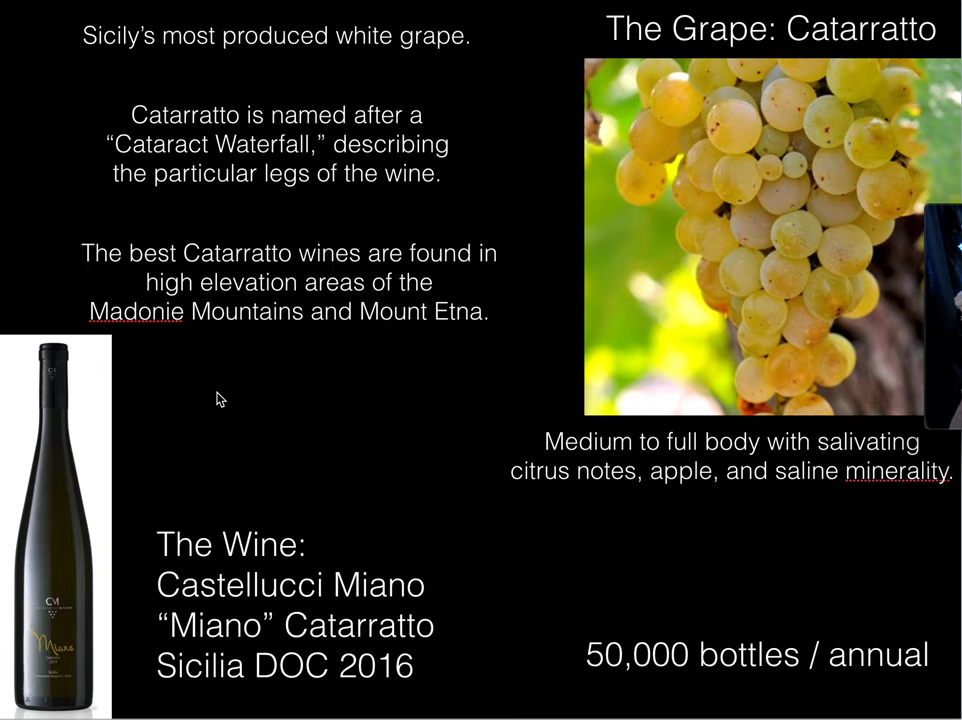 The Grape: Catarratto
Sicily's most produced white grape.
Catarratto is named after a
“Cataract Waterfall,” describing
the particular legs of the wine.
The best Catarratto wines are found in
high elevation areas of the
Madonie Mountains and Mount Etna.
Medium to full body with salivating
citrus notes, apple, and saline minerality.
The Wine:
Castellucci Miano
“Miano” Catarratto
Sicilia DOC 2016
50,000 bottles / annual
CM
Miano